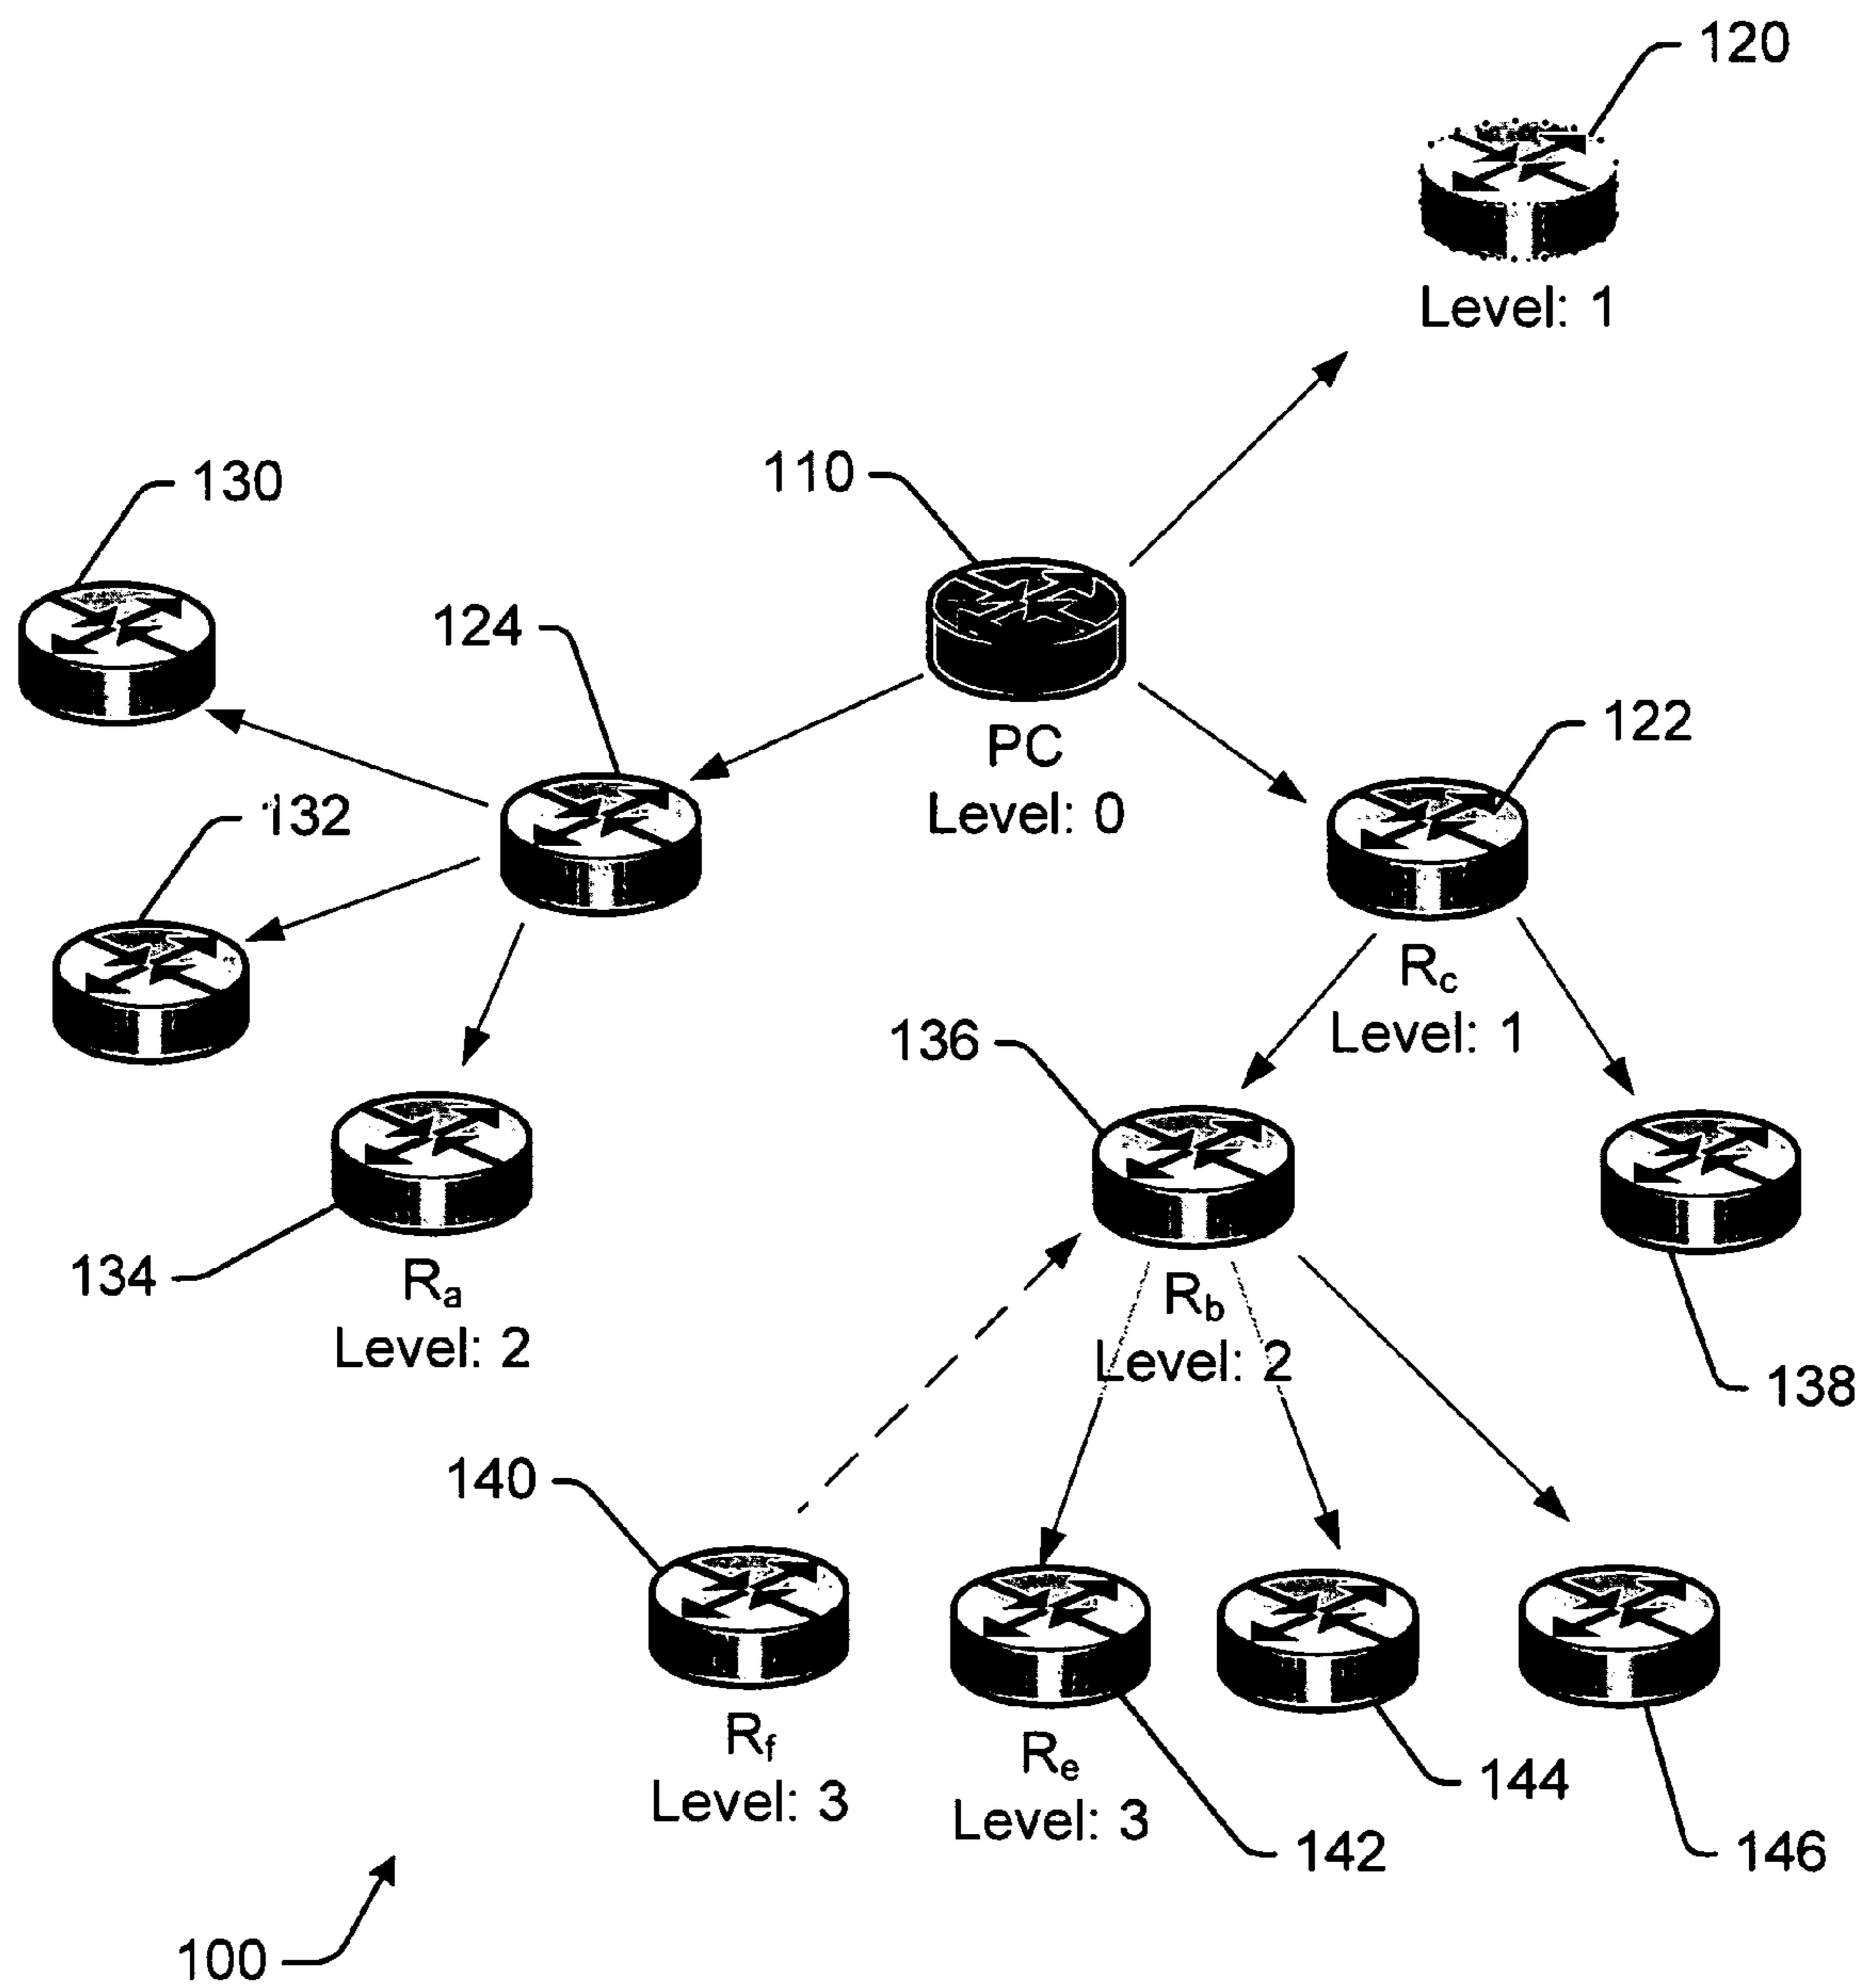 120
Level: 1
130
110
124
122
PC
Level: 0
132
Rc
Level: 1
136
134
Ra
Level: 2
Rb
Level: 2
138
140
Rf
Level: 3
Re
Level: 3
144
142
146
100